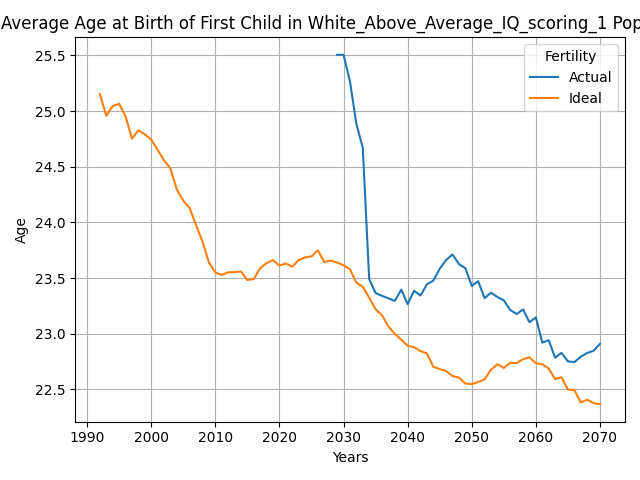 Average Age at Birth of First Child in White_Above_Average_IQ_scoring_1 Pop
25.5
25.0
24.5
24.0
23.5
23.0
22.5
Age
Fertility
Actual
Ideal
1990 2000 2010 2020 2030 2040 2050 2060 2070
Years